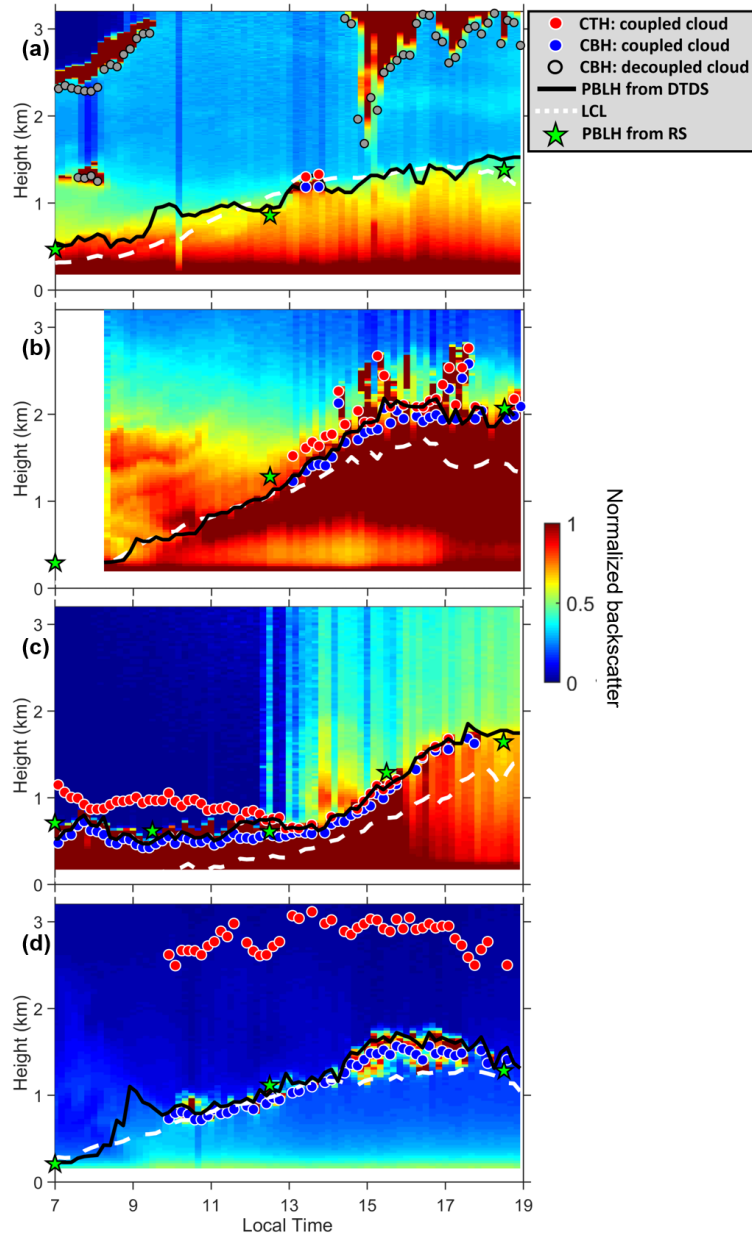 (a)
3
2
1
0
Height (km)
CTH: coupled cloud
CBH: coupled cloud
CBH: decoupled cloud
PBLH from DTDS
LCL
PBLH from RS
(b)
3
2
1
0
Height (km)
(c)
3
2
1
0
Height (km)
1
0.5
0
Normalized backscatter
(d)
3
2
1
0
Height (km)
7 9 11 13 15 17 19
Local Time